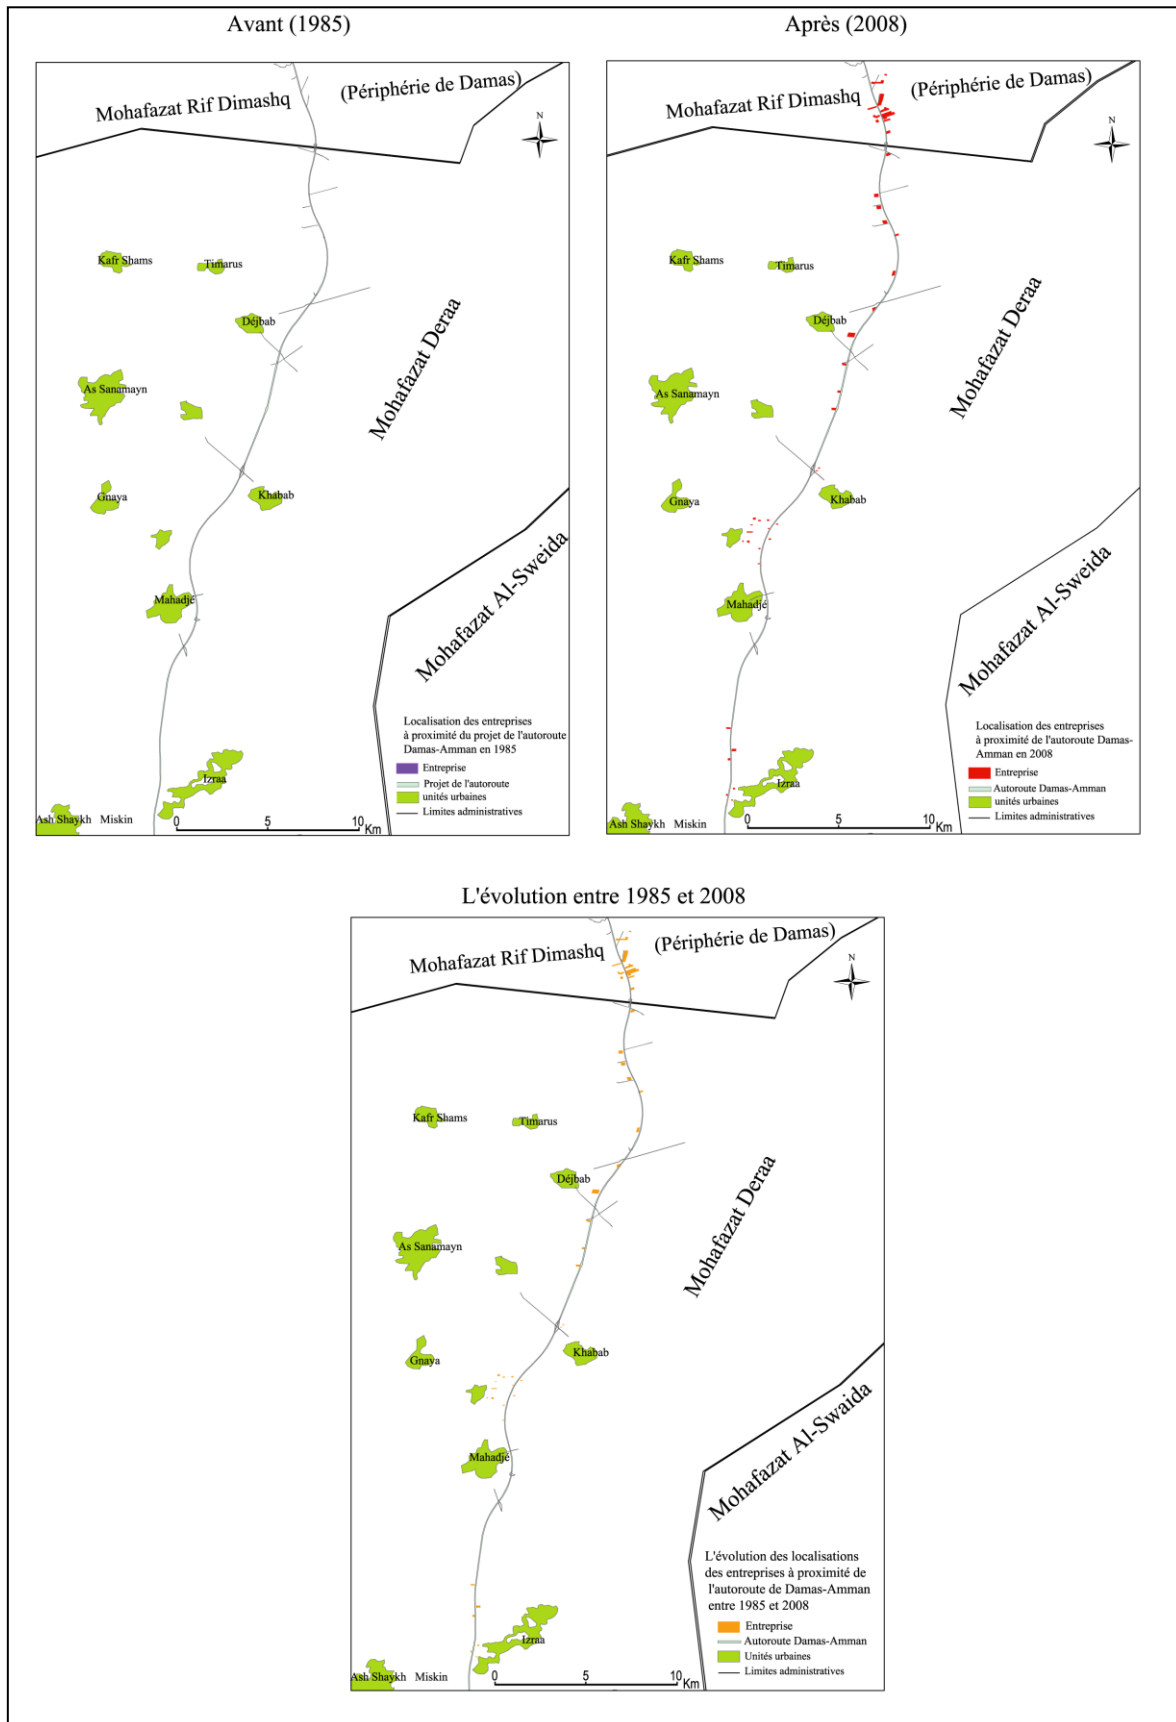 Avant (1985)
Mohafazat Rif Dimashq
(Périphérie de Damas)
N
Kafr Shams
Timarus
Déjbab
Mohafazat Deraa
As Sanamayn
Gnaya
Khabab
Mahadjé
Mohafazat Al-Sweida
Localisation des entreprises
à proximité du projet de l'autoroute
Damas-Amman en 1985
Entreprise
Projet de l'autoroute
unités urbaines
Limites administratives
Izraa
Ash Shaykh Miskin
0 5 10 Km
Après (2008)
Mohafazat Rif Dimashq
(Périphérie de Damas)
N
Kafr Shams
Timarus
Déjbab
Mohafazat Deraa
As Sanamayn
Gnaya
Khabab
Mahadjé
Mohafazat Al-Sweida
Localisation des entreprises
à proximité de l'autoroute Damas-
Amman en 2008
Entreprise
Autoroute Damas-Amman
unités urbaines
Limites administratives
Izraa
Ash Shaykh Miskin
0 5 10 Km
L'évolution entre 1985 et 2008
Mohafazat Rif Dimashq
(Périphérie de Damas)
N
Kafr Shams
Timarus
Déjbab
Mohafazat Deraa
As Sanamayn
Gnaya
Khabab
Mahadjé
Mohafazat Al-Swaida
L'évolution des localisations
des entreprises à proximité de
l'autoroute de Damas-Amman
entre 1985 et 2008
Entreprise
Autoroute Damas-Amman
Unités urbaines
Limites administratives
Izraa
Ash Shaykh Miskin
0 5 10 Km